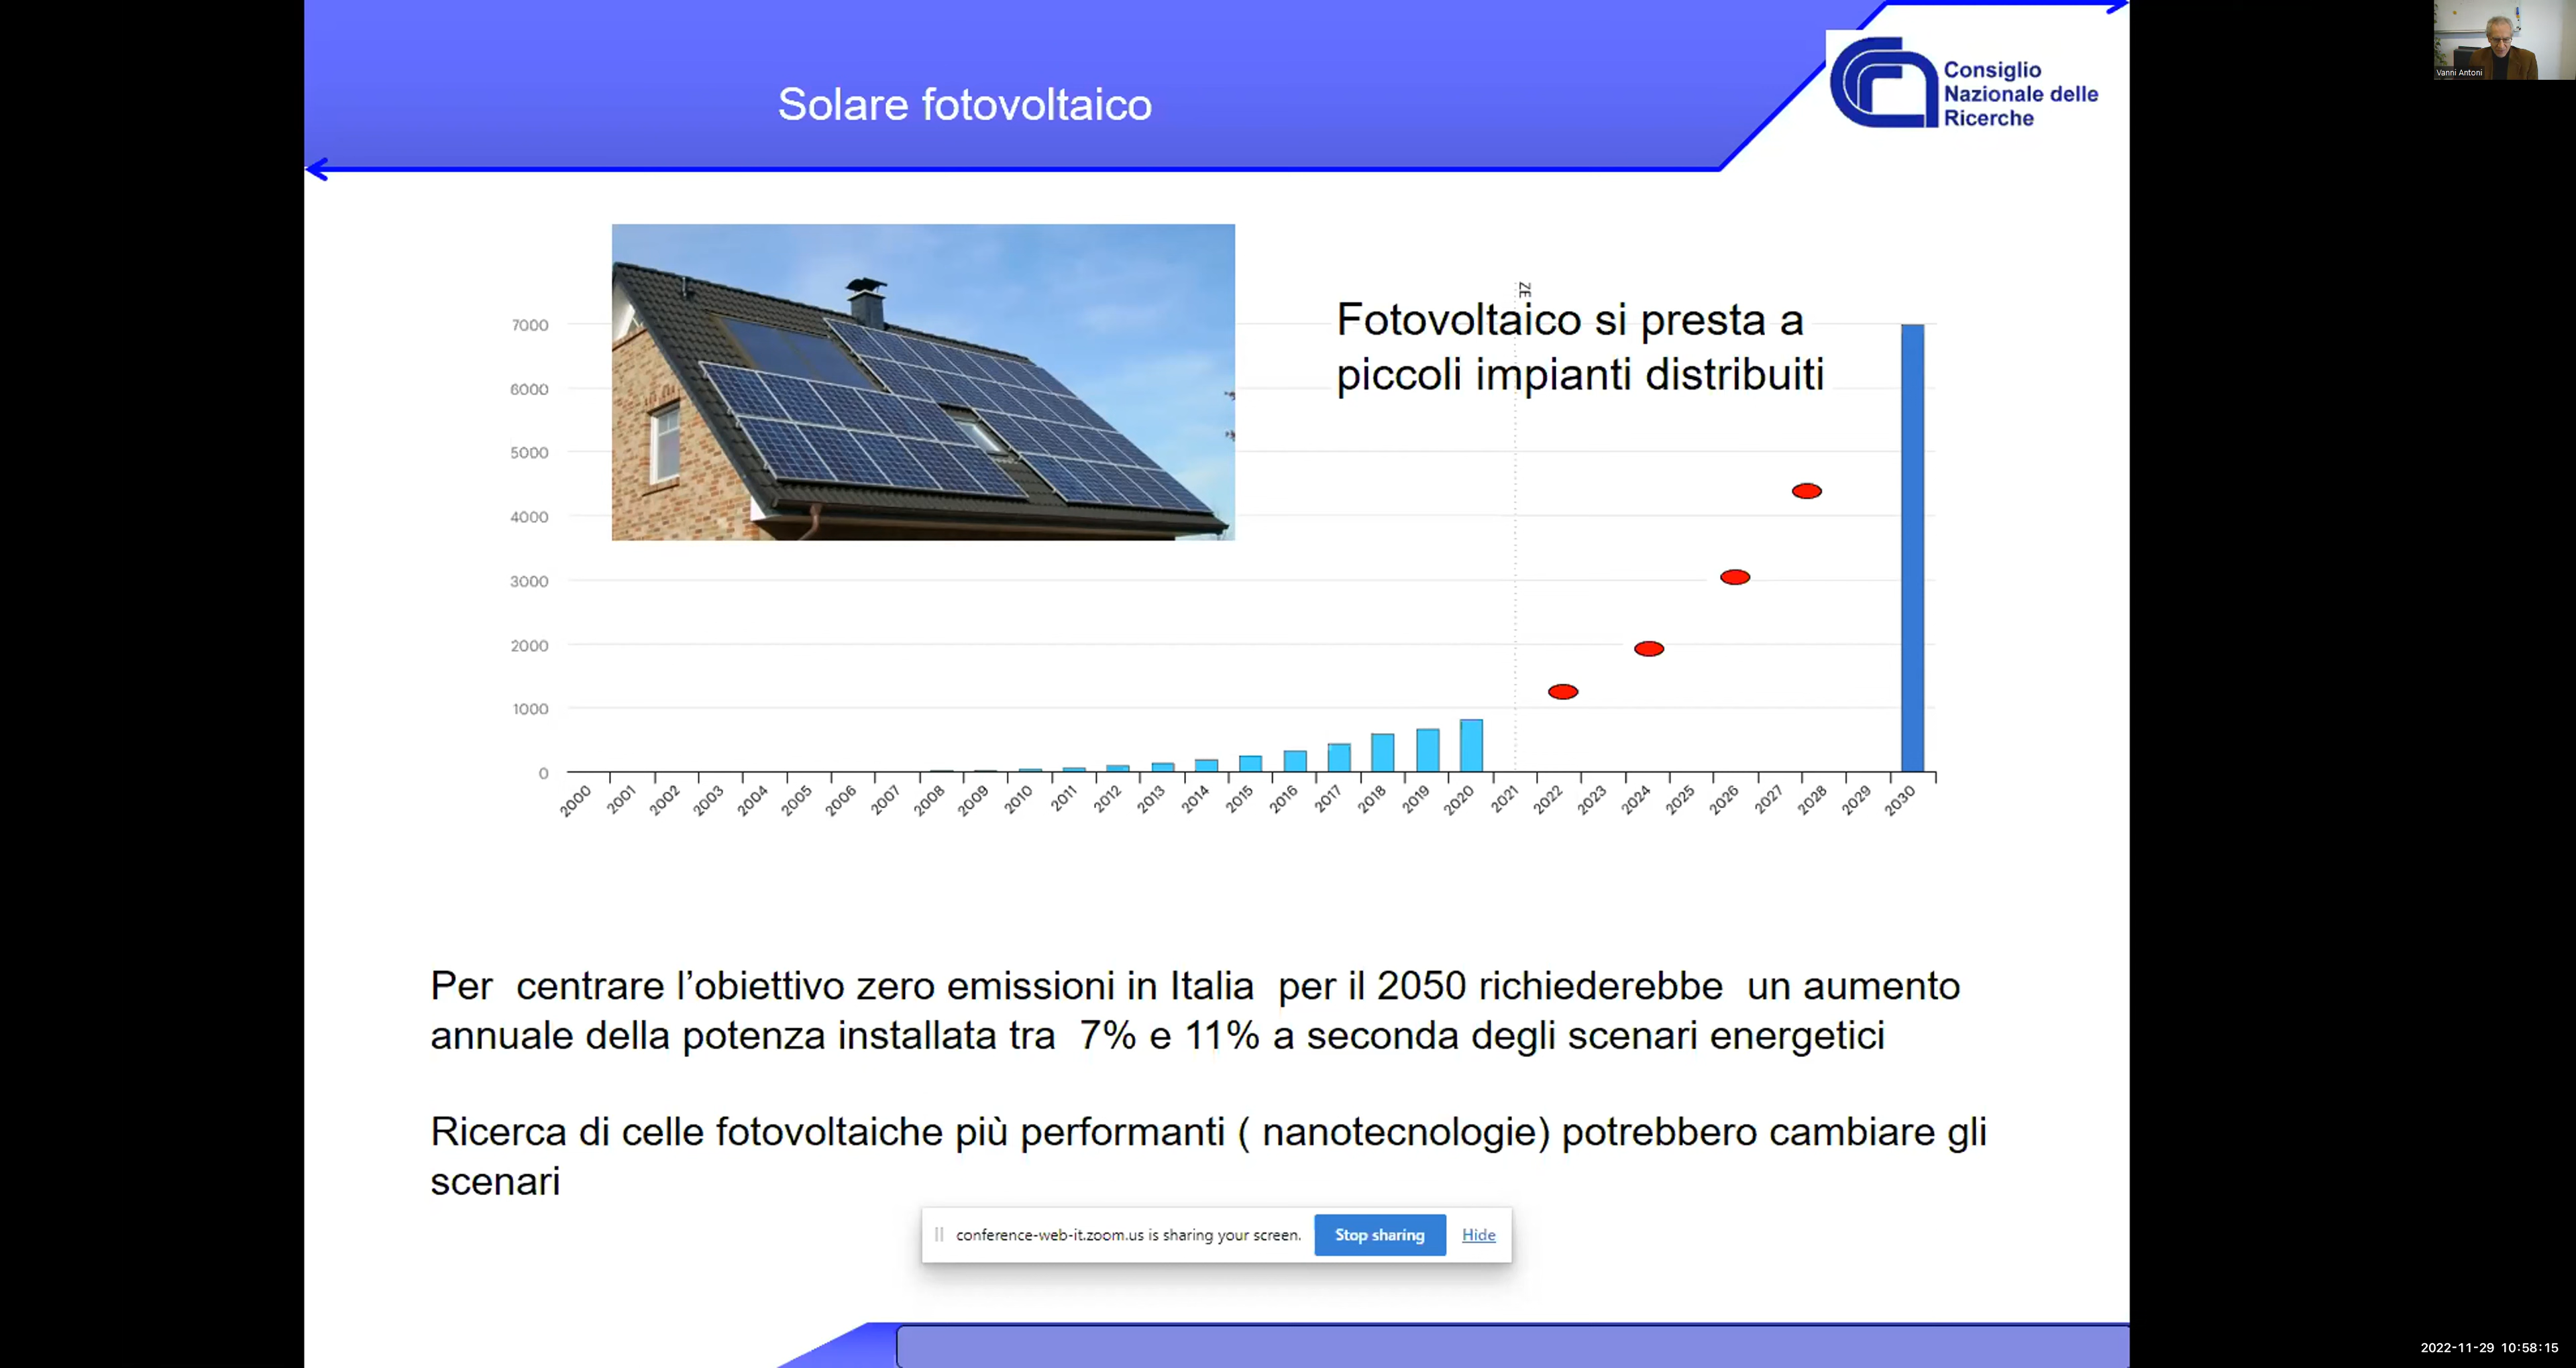 Solare fotovoltaico
Consiglio
Nazionale delle
Ricerche
Vanni Antoni
ZE
Fotovoltaico si presta a
piccoli impianti distribuiti
7000
6000
5000
4000
3000
2000
1000
0
2000 2001 2002 2003 2004 2005 2006 2007 2008 2009 2010 2011 2012 2013 2014 2015 2016 2017 2018 2019 2020 2021 2022 2023 2024 2025 2026 2027 2028 2029 2030
Per centrare l’obiettivo zero emissioni in Italia per il 2050 richiederebbe un aumento
annuale della potenza installata tra 7% e 11% a seconda degli scenari energetici
Ricerca di celle fotovoltaiche più performanti ( nanotecnologie) potrebbero cambiare gli
scenari
conference-web-it.zoom.us is sharing your screen. Stop sharing Hide
2022-11-29 10:58:15